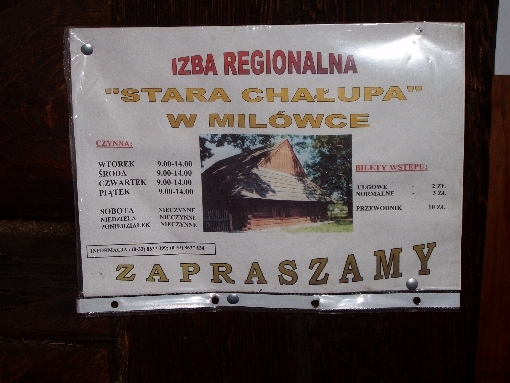 IZBA REGIONALNA
"STARA CHAŁUPA"
W MILÓWCE
CZYNNA:
WTOREK 9.00-14.00
ŚRODA 9.00-14.00
CZWARTEK 9.00-14.00
PIĄTEK 9.00-14.00
SOBOTA NIECZYNNE
NIEDZIELA NIECZYNNE
PONIEDZIAŁEK NIECZYNNE
BILETY WSTĘPU:
ULGOWE - 2 ZŁ.
NORMALNE - 3 ZŁ.
PRZEWODNIK - 10 ZŁ.
INFORMACJA
ZAPRASZAMY